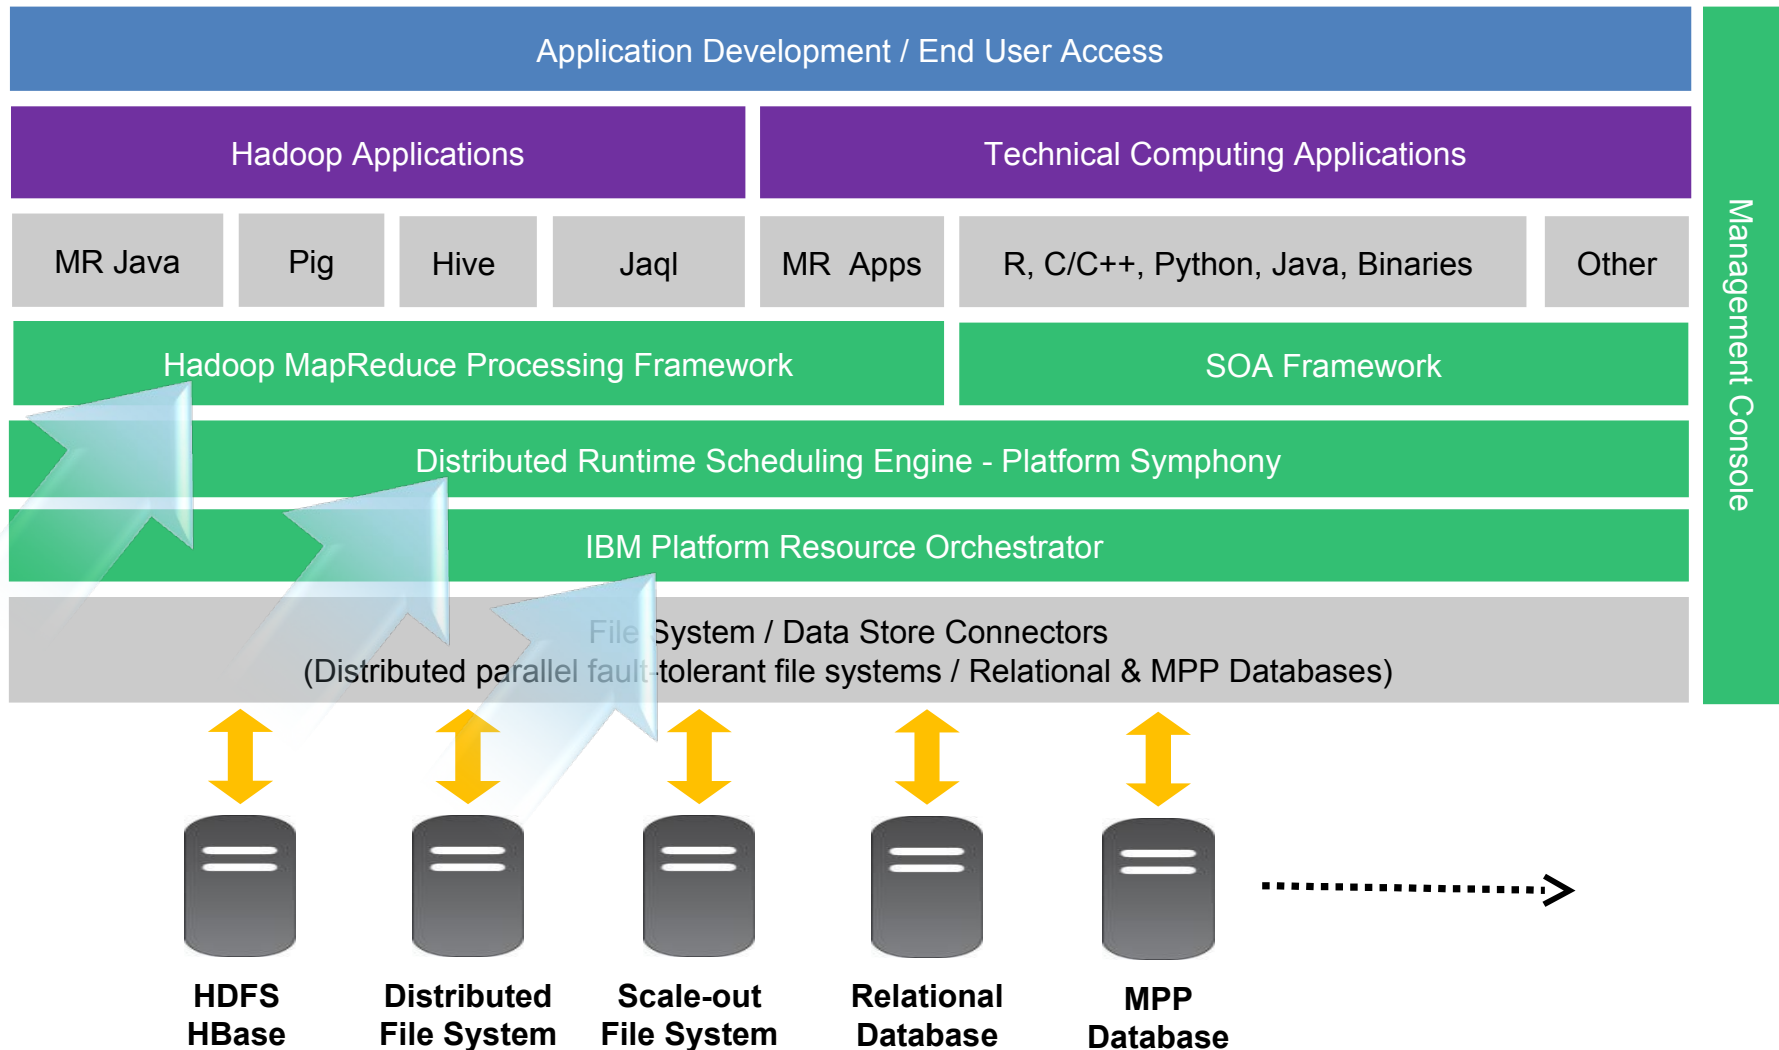 Application Development / End User Access
Hadoop Applications
Technical Computing Applications
MR Java
Pig
Hive
Jaql
MR Apps
R, C/C++, Python, Java, Binaries
Other
Hadoop MapReduce Processing Framework
SOA Framework
Distributed Runtime Scheduling Engine - Platform Symphony
IBM Platform Resource Orchestrator
File System / Data Store Connectors
(Distributed parallel fault-tolerant file systems / Relational & MPP Databases)
Management Console
HDFS
HBase
Distributed
File System
Scale-out
File System
Relational
Database
MPP
Database